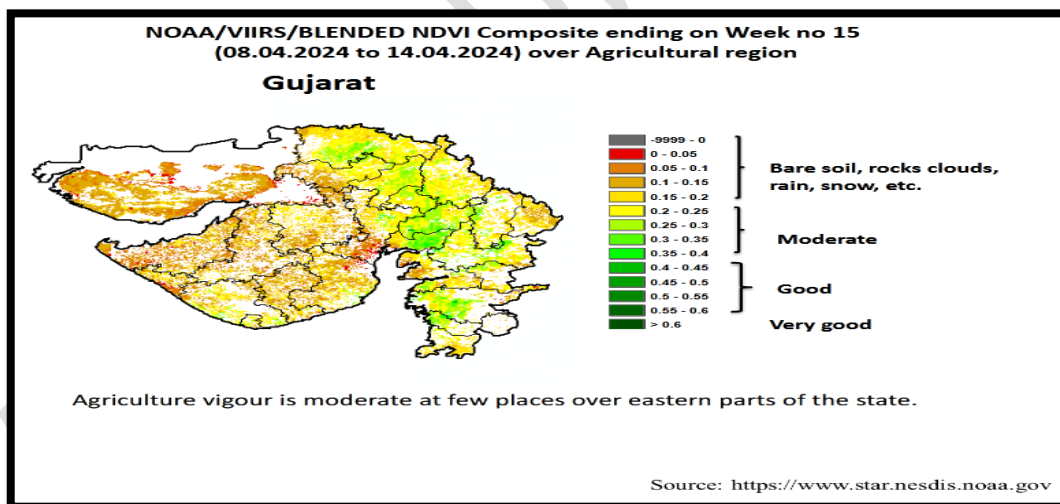 NOAA/VIIRS/BLENDED NDVI Composite ending on Week no 15
(08.04.2024 to 14.04.2024) over Agricultural region
Gujarat
-9999 - 0
0 - 0.05
0.05 - 0.1
0.1 - 0.15
0.15 - 0.2
0.2 - 0.25
0.25 - 0.3
0.3 - 0.35
0.35 - 0.4
0.4 - 0.45
0.45 - 0.5
0.5 - 0.55
0.55 - 0.6
> 0.6
Bare soil, rocks clouds,
rain, snow, etc.
Moderate
Good
Very good
Agriculture vigour is moderate at few places over eastern parts of the state.
Source: https://www.star.nesdis.noaa.gov